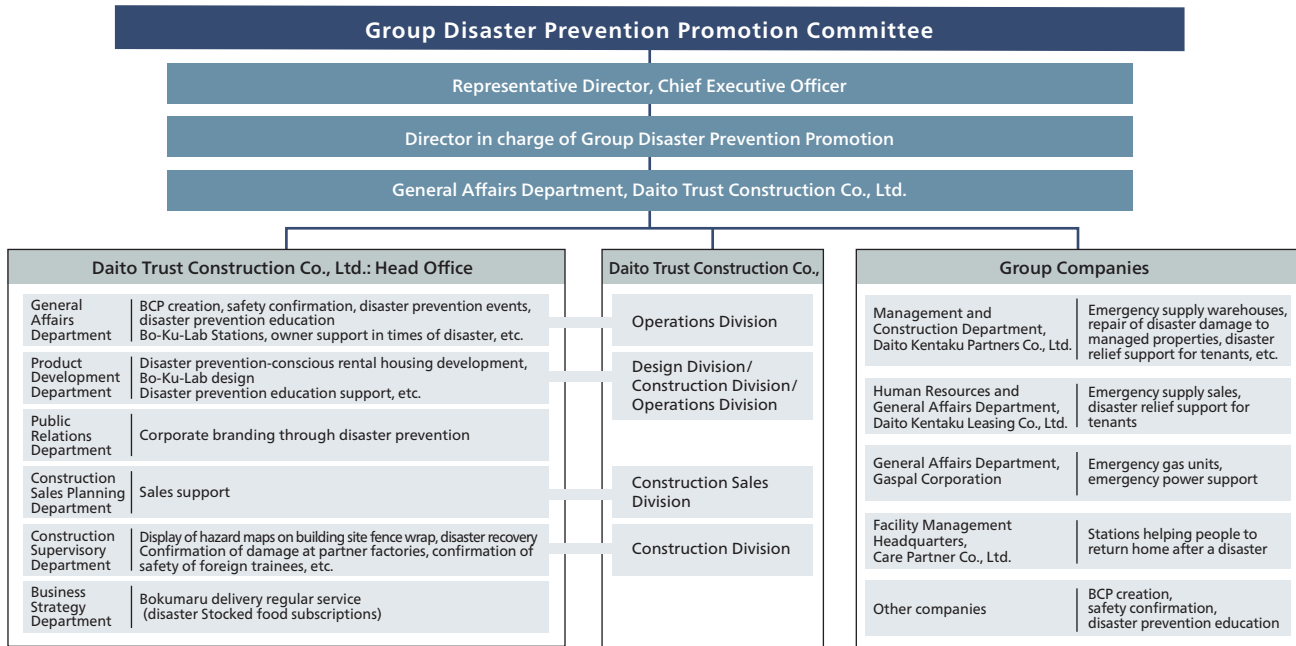 Group Disaster Prevention Promotion Committee
Representative Director, Chief Executive Officer
Director in charge of Group Disaster Prevention Promotion
General Affairs Department, Daito Trust Construction Co., Ltd.
Daito Trust Construction Co., Ltd.: Head Office
General
Affairs
Department
BCP creation, safety confirmation, disaster prevention events,
disaster prevention education
Bo-Ku-Lab Stations, owner support in times of disaster, etc.
Product
Development
Department
Disaster prevention-conscious rental housing development,
Bo-Ku-Lab design
Disaster prevention education support, etc.
Public
Relations
Department
Corporate branding through disaster prevention
Construction
Sales Planning
Department
Sales support
Construction
Supervisory
Department
Display of hazard maps on building site fence wrap, disaster recovery
Confirmation of damage at partner factories, confirmation of
safety of foreign trainees, etc.
Business
Strategy
Department
Bokumaru delivery regular service
(disaster Stocked food subscriptions)
Daito Trust Construction Co.,
Operations Division
Design Division/
Construction Division/
Operations Division
Construction Sales
Division
Construction Division
Group Companies
Management and
Construction Department,
Daito Kentaku Partners Co., Ltd.
Emergency supply warehouses,
repair of disaster damage to
managed properties, disaster
relief support for tenants, etc.
Human Resources and
General Affairs Department,
Daito Kentaku Leasing Co., Ltd.
Emergency supply sales,
disaster relief support for
tenants
General Affairs Department,
Gaspal Corporation
Emergency gas units,
emergency power support
Facility Management
Headquarters,
Care Partner Co., Ltd.
Stations helping people to
return home after a disaster
Other companies
BCP creation,
safety confirmation,
disaster prevention education